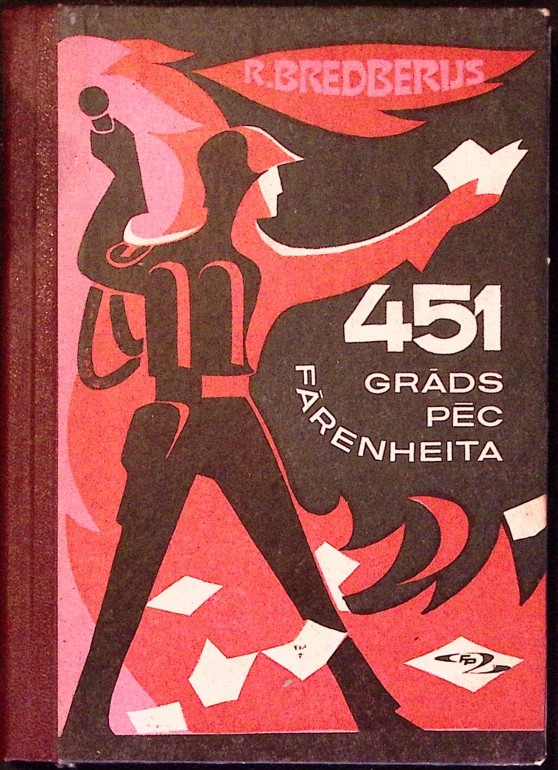 R. BREDBERIJS
451
GRĀDS
PĒC
FĀRENHEITA